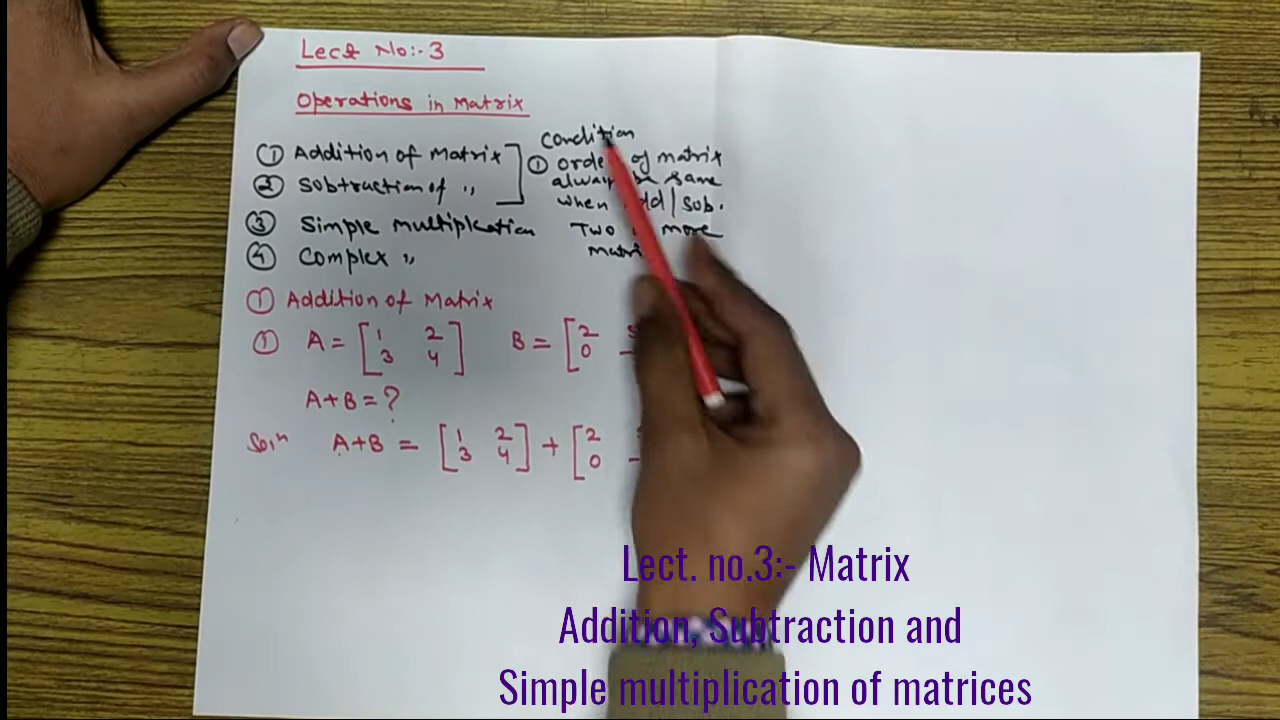 Lect No:- 3
Operations in Matrix
① Addition of Matrix
② Subtraction of ,,
③ Simple multiplication
④ Complex ,,
Condition
① order of matrix
always be same
when add / sub.
Two more
① Addition of Matrix
① A = [1 2 3 4] B = [2 0
A+B = ?
Soln A+B = [1 2 3 4] + [2 0
Lect. no.3:- Matrix
Addition, Subtraction and
Simple multiplication of matrices